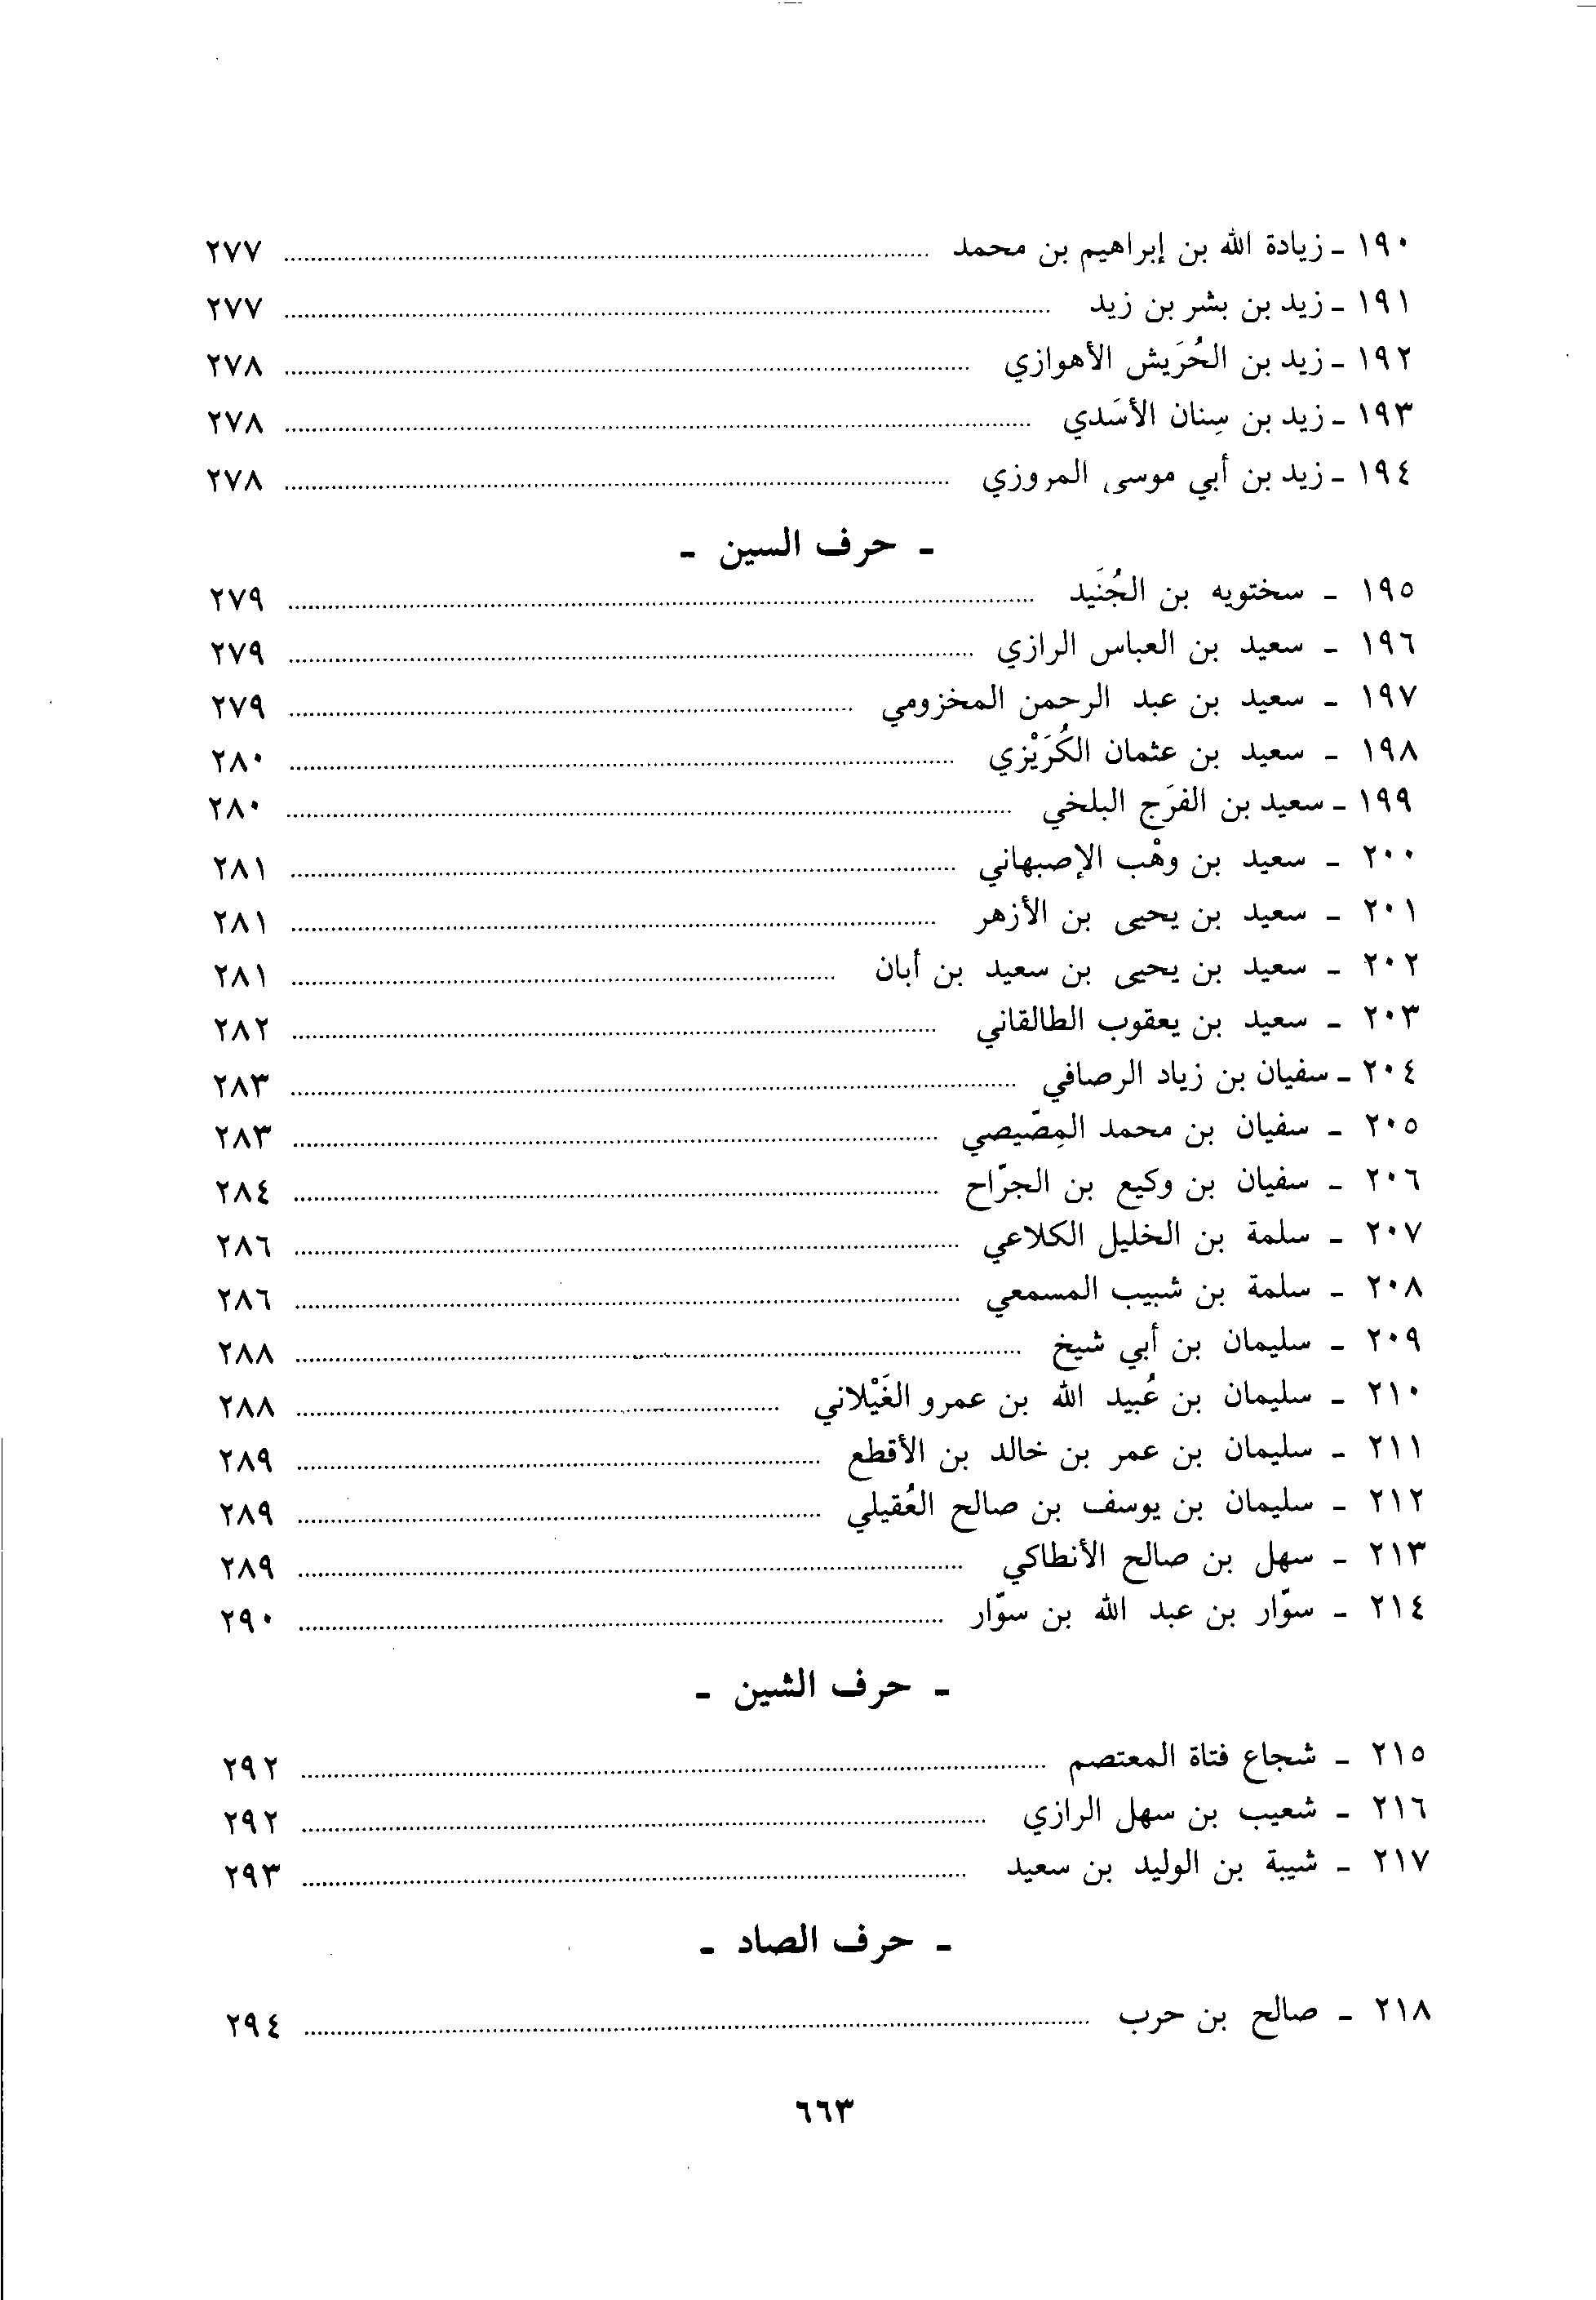 ١٩٠ - زيادة الله بن إبراهيم بن محمد ........ ٢٧٧
١٩١ - زيد بن بشر بن زيد ........ ٢٧٧
١٩٢ - زيد بن الحُرَيش الأهوازي ........ ٢٧٨
١٩٣ - زيد بن سِنان الأسَدي ........ ٢٧٨
١٩٤ - زيد بن أبي موسى المروزي ........ ٢٧٨
- حرف السين -
١٩٥ - سختويه بن الجُنَيد ........ ٢٧٩
١٩٦ - سعيد بن العباس الرازي ........ ٢٧٩
١٩٧ - سعيد بن عبد الرحمن المخزومي ........ ٢٧٩
١٩٨ - سعيد بن عثمان الكُرَيْزي ........ ٢٨٠
١٩٩ - سعيد بن الفرَج البلخي ........ ٢٨٠
٢٠٠ - سعيد بن وهْب الإصبهاني ........ ٢٨١
٢٠١ - سعيد بن يحيى بن الأزهر ........ ٢٨١
٢٠٢ - سعيد بن يحيى بن سعيد بن أبان ........ ٢٨١
٢٠٣ - سعيد بن يعقوب الطالقاني ........ ٢٨٢
٢٠٤ - سفيان بن زياد الرصافي ........ ٢٨٣
٢٠٥ - سفيان بن محمد المِصّيصي ........ ٢٨٣
٢٠٦ - سفيان بن وكيع بن الجرّاح ........ ٢٨٤
٢٠٧ - سلمة بن الخليل الكلاعي ........ ٢٨٦
٢٠٨ - سلمة بن شبيب المسمعي ........ ٢٨٦
٢٠٩ - سليمان بن أبي شيخ ........ ٢٨٨
٢١٠ - سليمان بن عُبيد الله بن عمرو الغَيْلاني ........ ٢٨٨
٢١١ - سليمان بن عمر بن خالد بن الأقطع ........ ٢٨٩
٢١٢ - سليمان بن يوسف بن صالح العُقيلي ........ ٢٨٩
٢١٣ - سهل بن صالح الأنطاكي ........ ٢٨٩
٢١٤ - سوّار بن عبد الله بن سوّار ........ ٢٩٠
- حرف الشين -
٢١٥ - شجاع فتاة المعتصم ........ ٢٩٢
٢١٦ - شعيب بن سهل الرازي ........ ٢٩٢
٢١٧ - شيبة بن الوليد بن سعيد ........ ٢٩٣
- حرف الصاد -
٢١٨ - صالح بن حرب ........ ٢٩٤
٦٦٣